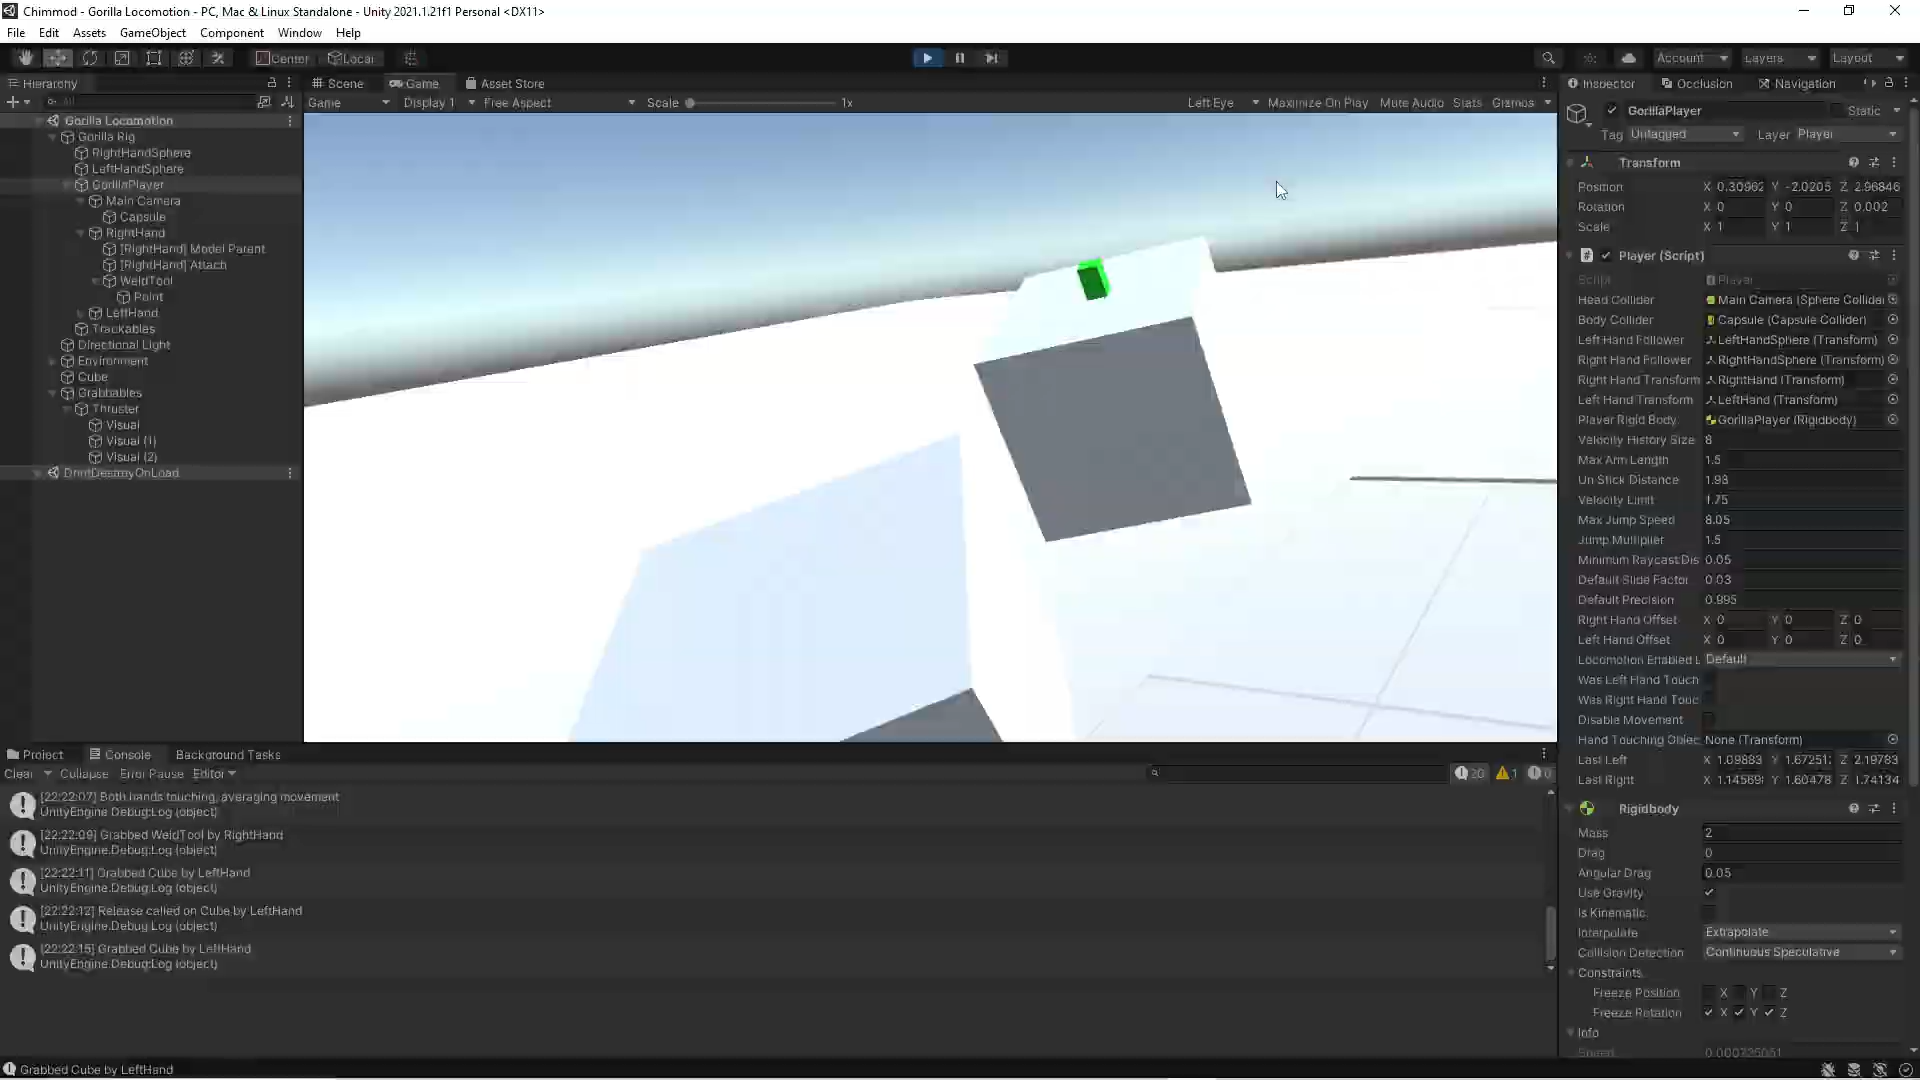 Chimmod - Gorilla Locomotion - PC, Mac & Linux Standalone - Unity 2021.1.21f1 Personal <DX11>
File Edit Assets GameObject Component Window Help
Center Local
Account Layers Layout
Hierarchy
All
Gorilla Locomotion
Gorilla Rig
RightHandSphere
LeftHandSphere
GorillaPlayer
Main Camera
Capsule
RightHand
[RightHand] Model Parent
[RightHand] Attach
WeldTool
Point
LeftHand
Trackables
Directional Light
Environment
Cube
Grabbables
Thruster
Visual
Visual (1)
Visual (2)
DontDestroyOnLoad
Scene Game Asset Store
Game Display 1 Free Aspect Scale 1x Left Eye Maximize On Play Mute Audio Stats Gizmos
Inspector Occlusion Navigation
GorillaPlayer Static
Tag Untagged Layer Player
Transform
Position X 0.30962 Y -2.0205 Z 2.96846
Rotation X 0 Y 0 Z 0.002
Scale X 1 Y 1 Z 1
Player (Script)
Script Player
Head Collider Main Camera (Sphere Collider
Body Collider Capsule (Capsule Collider)
Left Hand Follower LeftHandSphere (Transform)
Right Hand Follower RightHandSphere (Transform)
Right Hand Transform RightHand (Transform)
Left Hand Transform LeftHand (Transform)
Player Rigid Body GorillaPlayer (Rigidbody)
Velocity History Size 8
Max Arm Length 1.5
Un Stick Distance 1.93
Velocity Limit 1.75
Max Jump Speed 8.05
Jump Multiplier 1.5
Minimum Raycast Dis 0.05
Default Slide Factor 0.03
Default Precision 0.995
Right Hand Offset X 0 Y 0 Z 0
Left Hand Offset X 0 Y 0 Z 0
Locomotion Enabled L Default
Was Left Hand Touch
Was Right Hand Touc
Disable Movement
Hand Touching Objec None (Transform)
Last Left X 1.09883 Y 1.67251 Z 2.19783
Last Right X 1.14569 Y 1.60478 Z 1.74134
Rigidbody
Mass 2
Drag 0
Angular Drag 0.05
Use Gravity
Is Kinematic
Interpolate Extrapolate
Collision Detection Continuous Speculative
Constraints
Freeze Position X Y Z
Freeze Rotation X Y Z
Info
Speed 0.000725051
Project Console Background Tasks
Clear Collapse Error Pause Editor 20 1 0
[22:22:07] Both hands touching, averaging movement
UnityEngine.Debug:Log (object)
[22:22:09] Grabbed WeldTool by RightHand
UnityEngine.Debug:Log (object)
[22:22:11] Grabbed Cube by LeftHand
UnityEngine.Debug:Log (object)
[22:22:12] Release called on Cube by LeftHand
UnityEngine.Debug:Log (object)
[22:22:15] Grabbed Cube by LeftHand
UnityEngine.Debug:Log (object)
Grabbed Cube by LeftHand